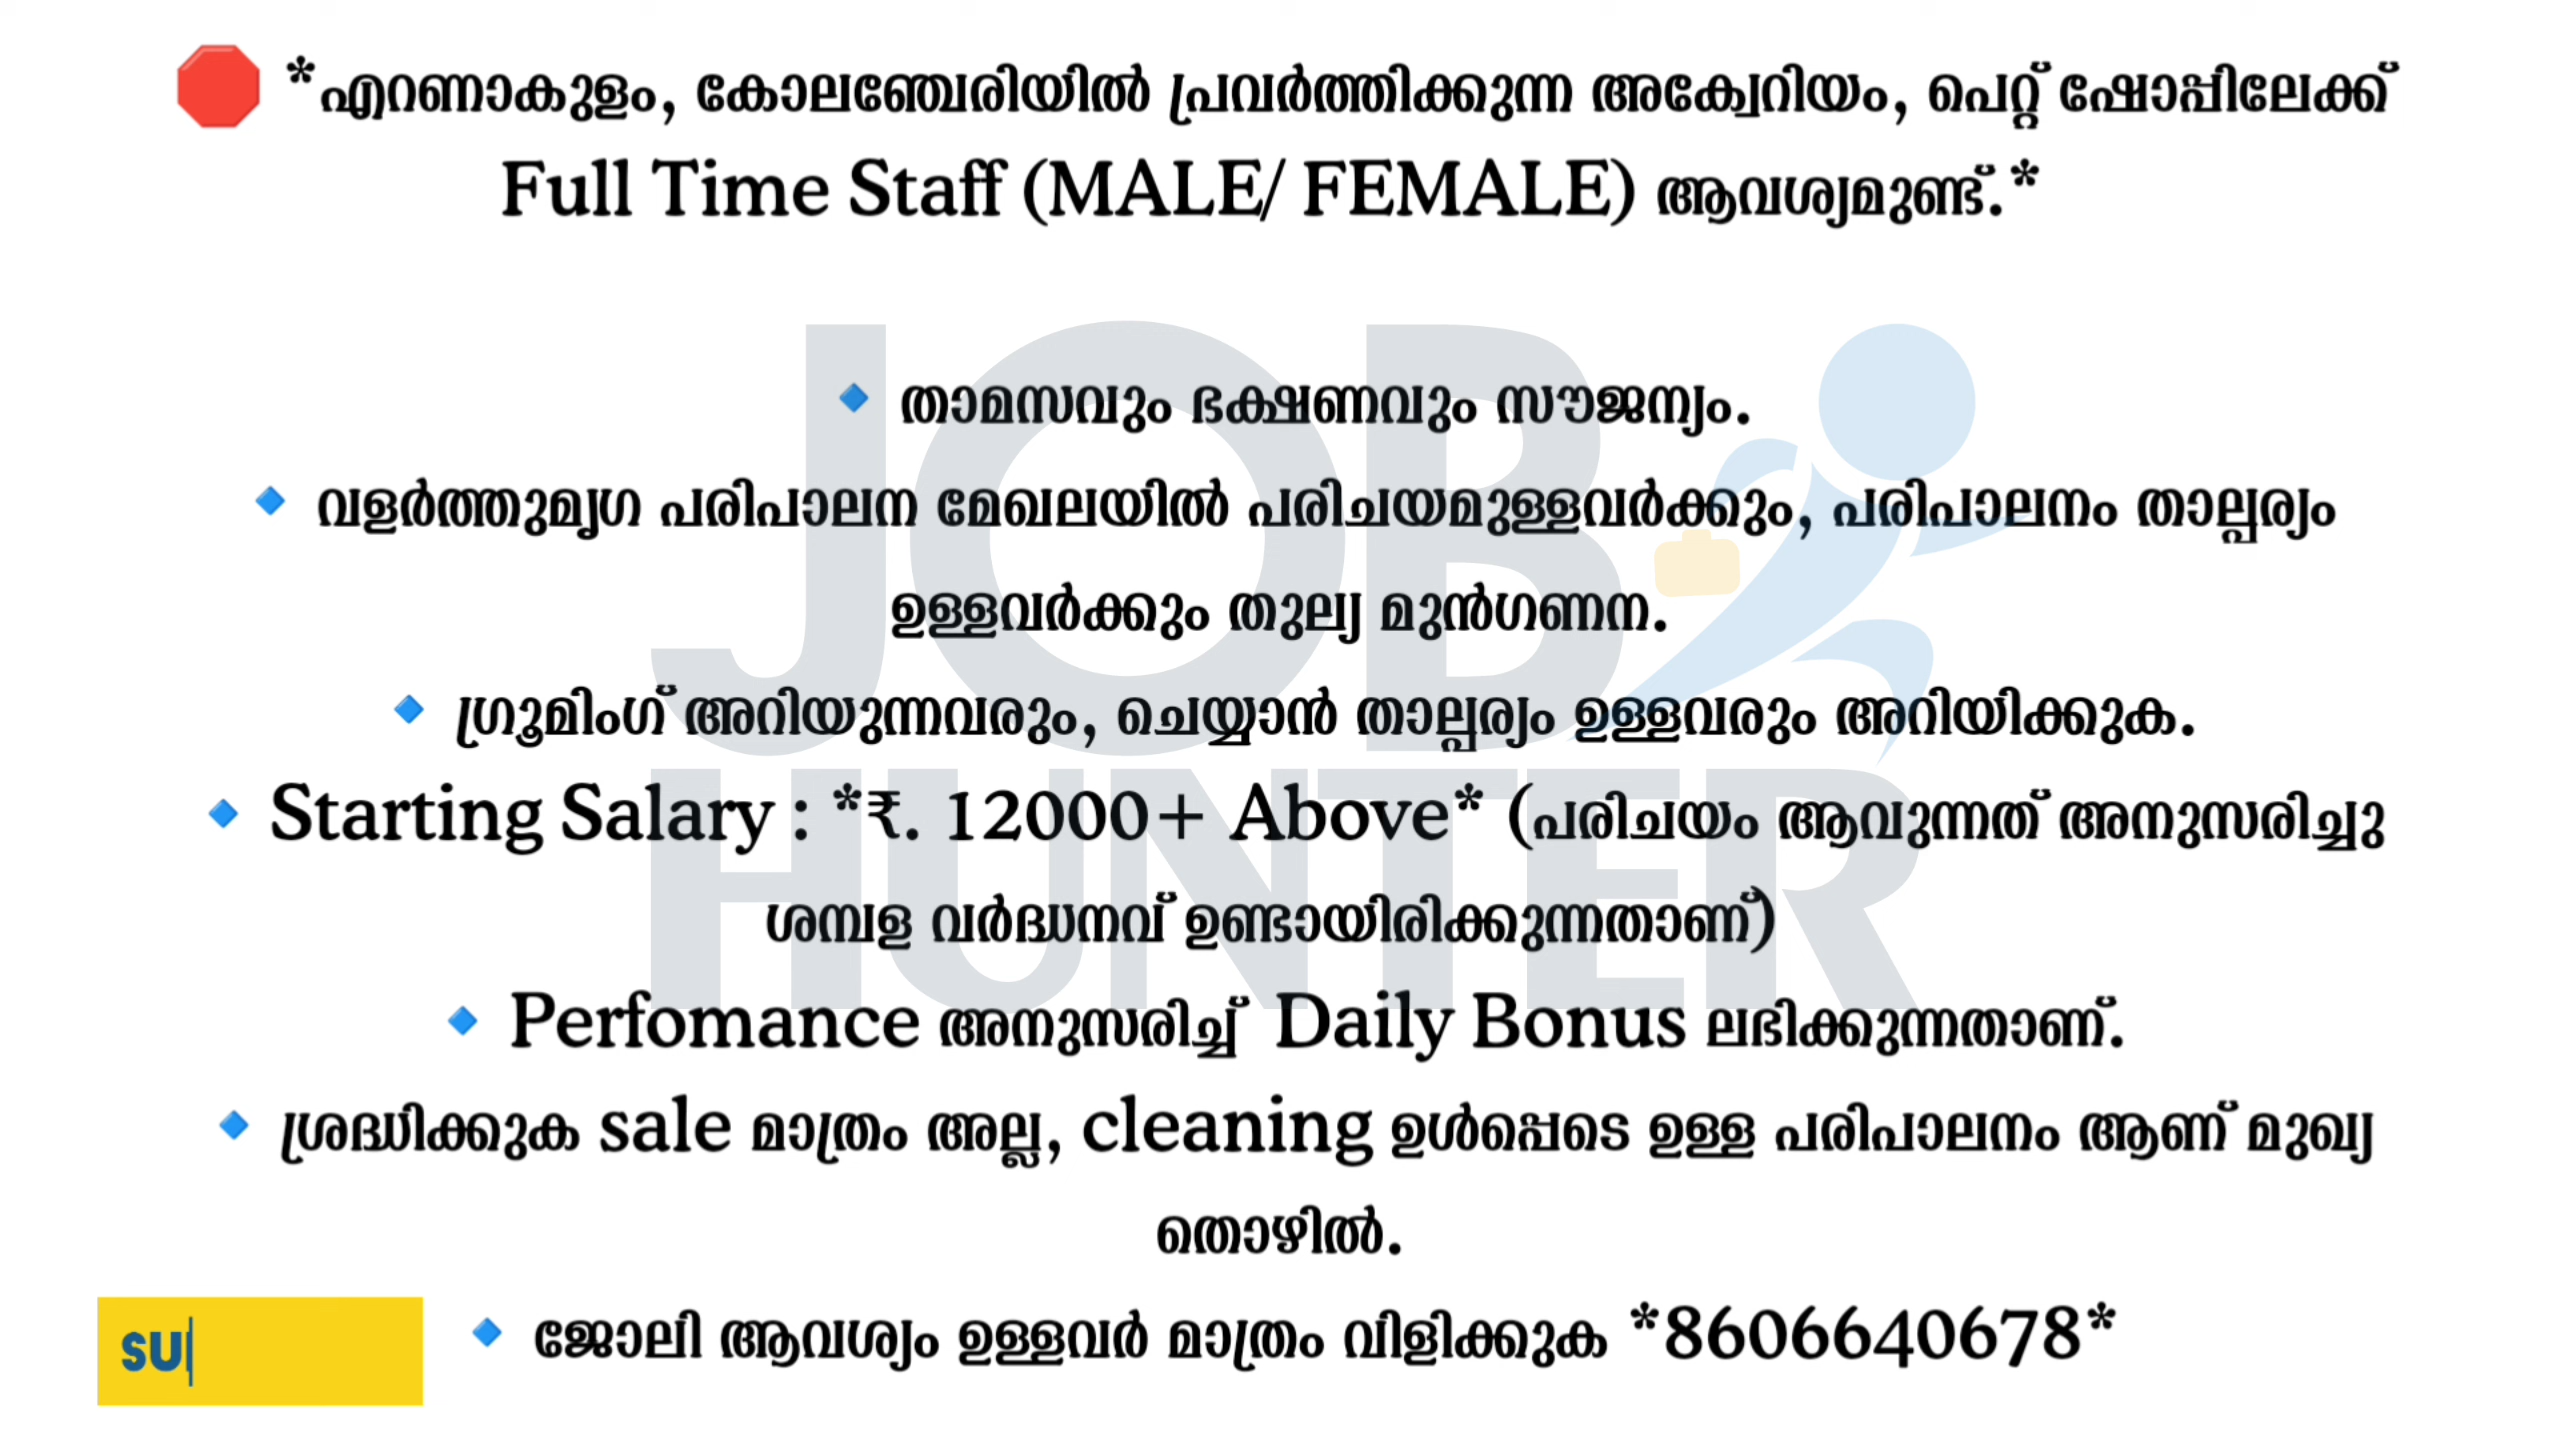 🛑 *എറണാകുളം, കോലഞ്ചേരിയിൽ പ്രവർത്തിക്കുന്ന അക്വേറിയം, പെറ്റ് ഷോപ്പിലേക്ക്
Full Time Staff (MALE/ FEMALE) ആവശ്യമുണ്ട്.*
🔹 താമസവും ഭക്ഷണവും സൗജന്യം.
🔹 വളർത്തുമൃഗ പരിപാലന മേഖലയിൽ പരിചയമുള്ളവർക്കും, പരിപാലനം താല്പര്യം
ഉള്ളവർക്കും തുല്യ മുൻഗണന.
🔹 ഗ്രൂമിംഗ് അറിയുന്നവരും, ചെയ്യാൻ താല്പര്യം ഉള്ളവരും അറിയിക്കുക.
🔹 Starting Salary : *₹. 12000+ Above* (പരിചയം ആവുന്നത് അനുസരിച്ചു
ശമ്പള വർദ്ധനവ് ഉണ്ടായിരിക്കുന്നതാണ്)
🔹 Perfomance അനുസരിച്ച് Daily Bonus ലഭിക്കുന്നതാണ്.
🔹 ശ്രദ്ധിക്കുക sale മാത്രം അല്ല, cleaning ഉൾപ്പെടെ ഉള്ള പരിപാലനം ആണ് മുഖ്യ
തൊഴിൽ.
🔹 ജോലി ആവശ്യം ഉള്ളവർ മാത്രം വിളിക്കുക *8606640678*
JOB
HUNTER
SU